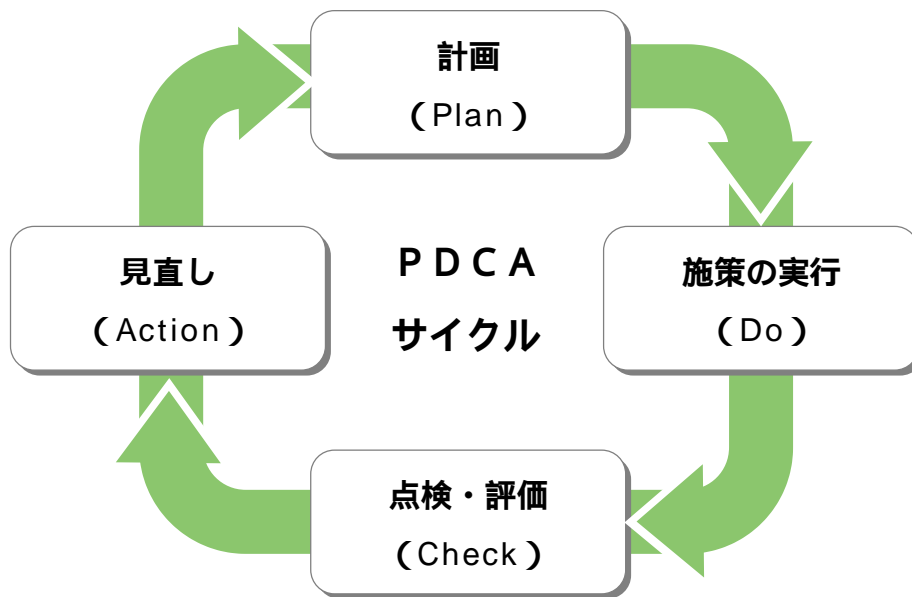 計画
（Plan）
PDCA
サイクル
見直し
（Action）
施策の実行
（Do）
点検・評価
（Check）